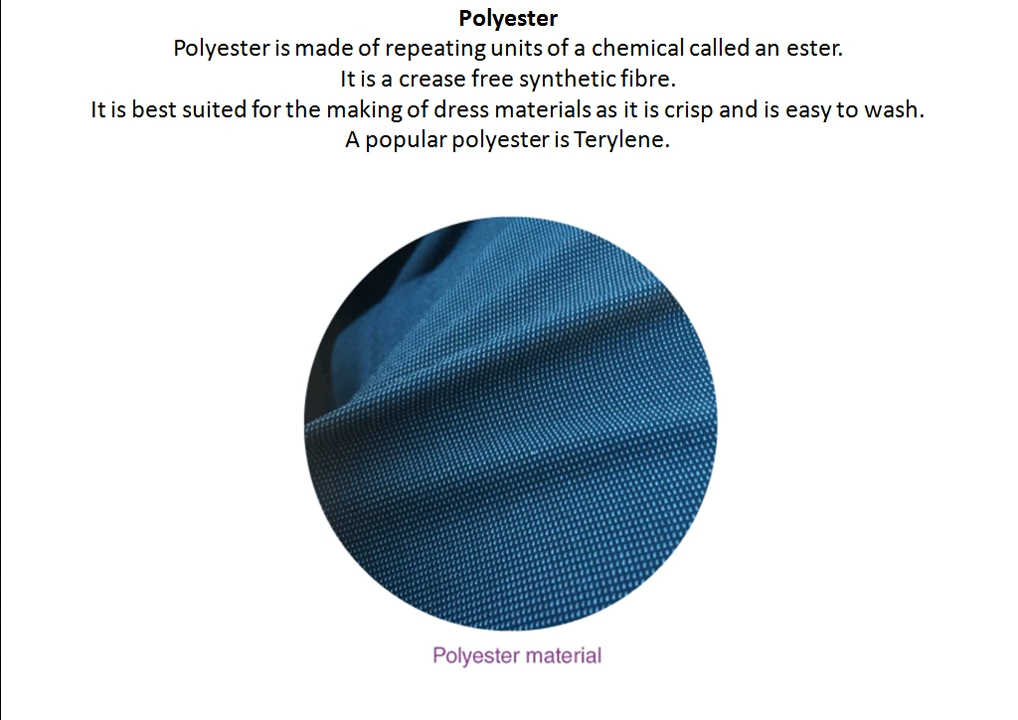 Polyester
Polyester is made of repeating units of a chemical called an ester.
It is a crease free synthetic fibre.
It is best suited for the making of dress materials as it is crisp and is easy to wash.
A popular polyester is Terylene.
Polyester material